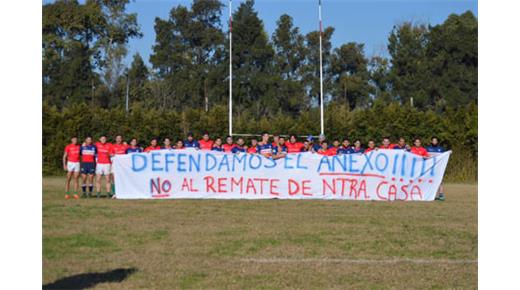 DEFENDAMOS EL ANEXO!!!!!
NO AL REMATE DE NTRA CASA